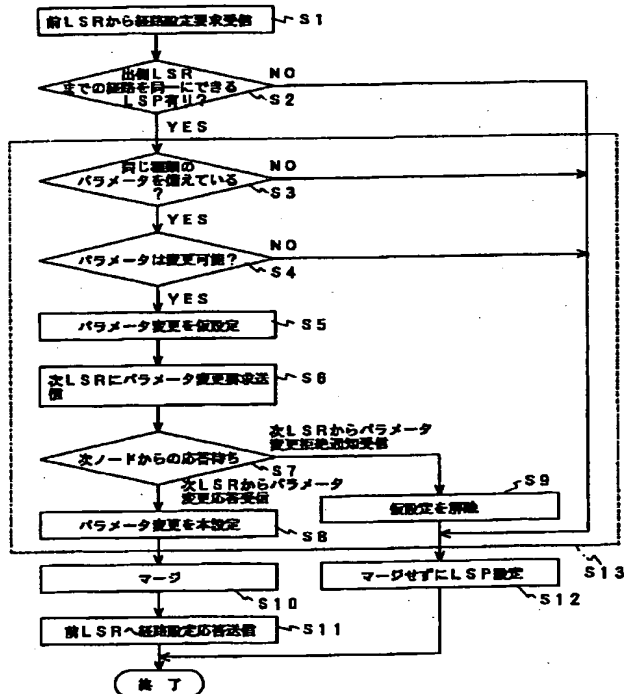 前LSRから経路設定要求受信
S1
出側LSR
までの経路を同一にできる
LSP有り?
NO
S2
YES
同じ種類の
パラメータを備えている
?
NO
S3
YES
パラメータは変更可能?
NO
S4
YES
パラメータ変更を仮設定
S5
次LSRにパラメータ変更要求送
信
S6
次ノードからの応答待ち
S7
次LSRからパラメータ
変更拒絶通知受信
次LSRからパラメータ
変更応答受信
パラメータ変更を本設定
S8
仮設定を解除
S9
S13
マージ
S10
マージせずにLSP設定
S12
前LSRへ経路設定応答送信
S11
終了